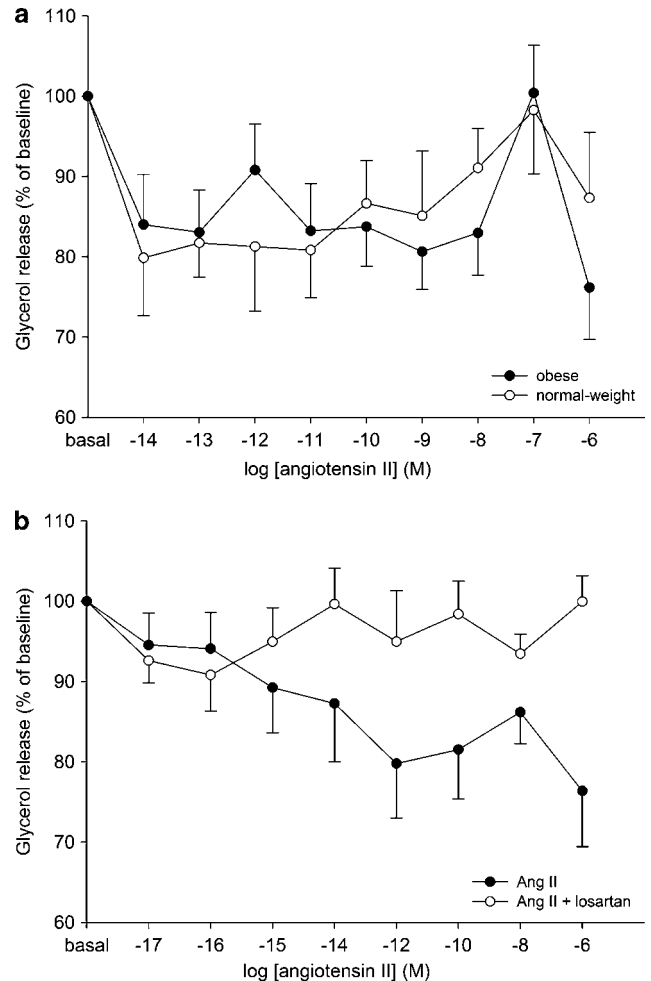 a
110
100
90
80
70
60
Glycerol release (% of baseline)
obese
normal-weight
basal -14 -13 -12 -11 -10 -9 -8 -7 -6
log [angiotensin II] (M)
b
110
100
90
80
70
60
Glycerol release (% of baseline)
Ang II
Ang II + losartan
basal -17 -16 -15 -14 -12 -10 -8 -6
log [angiotensin II] (M)